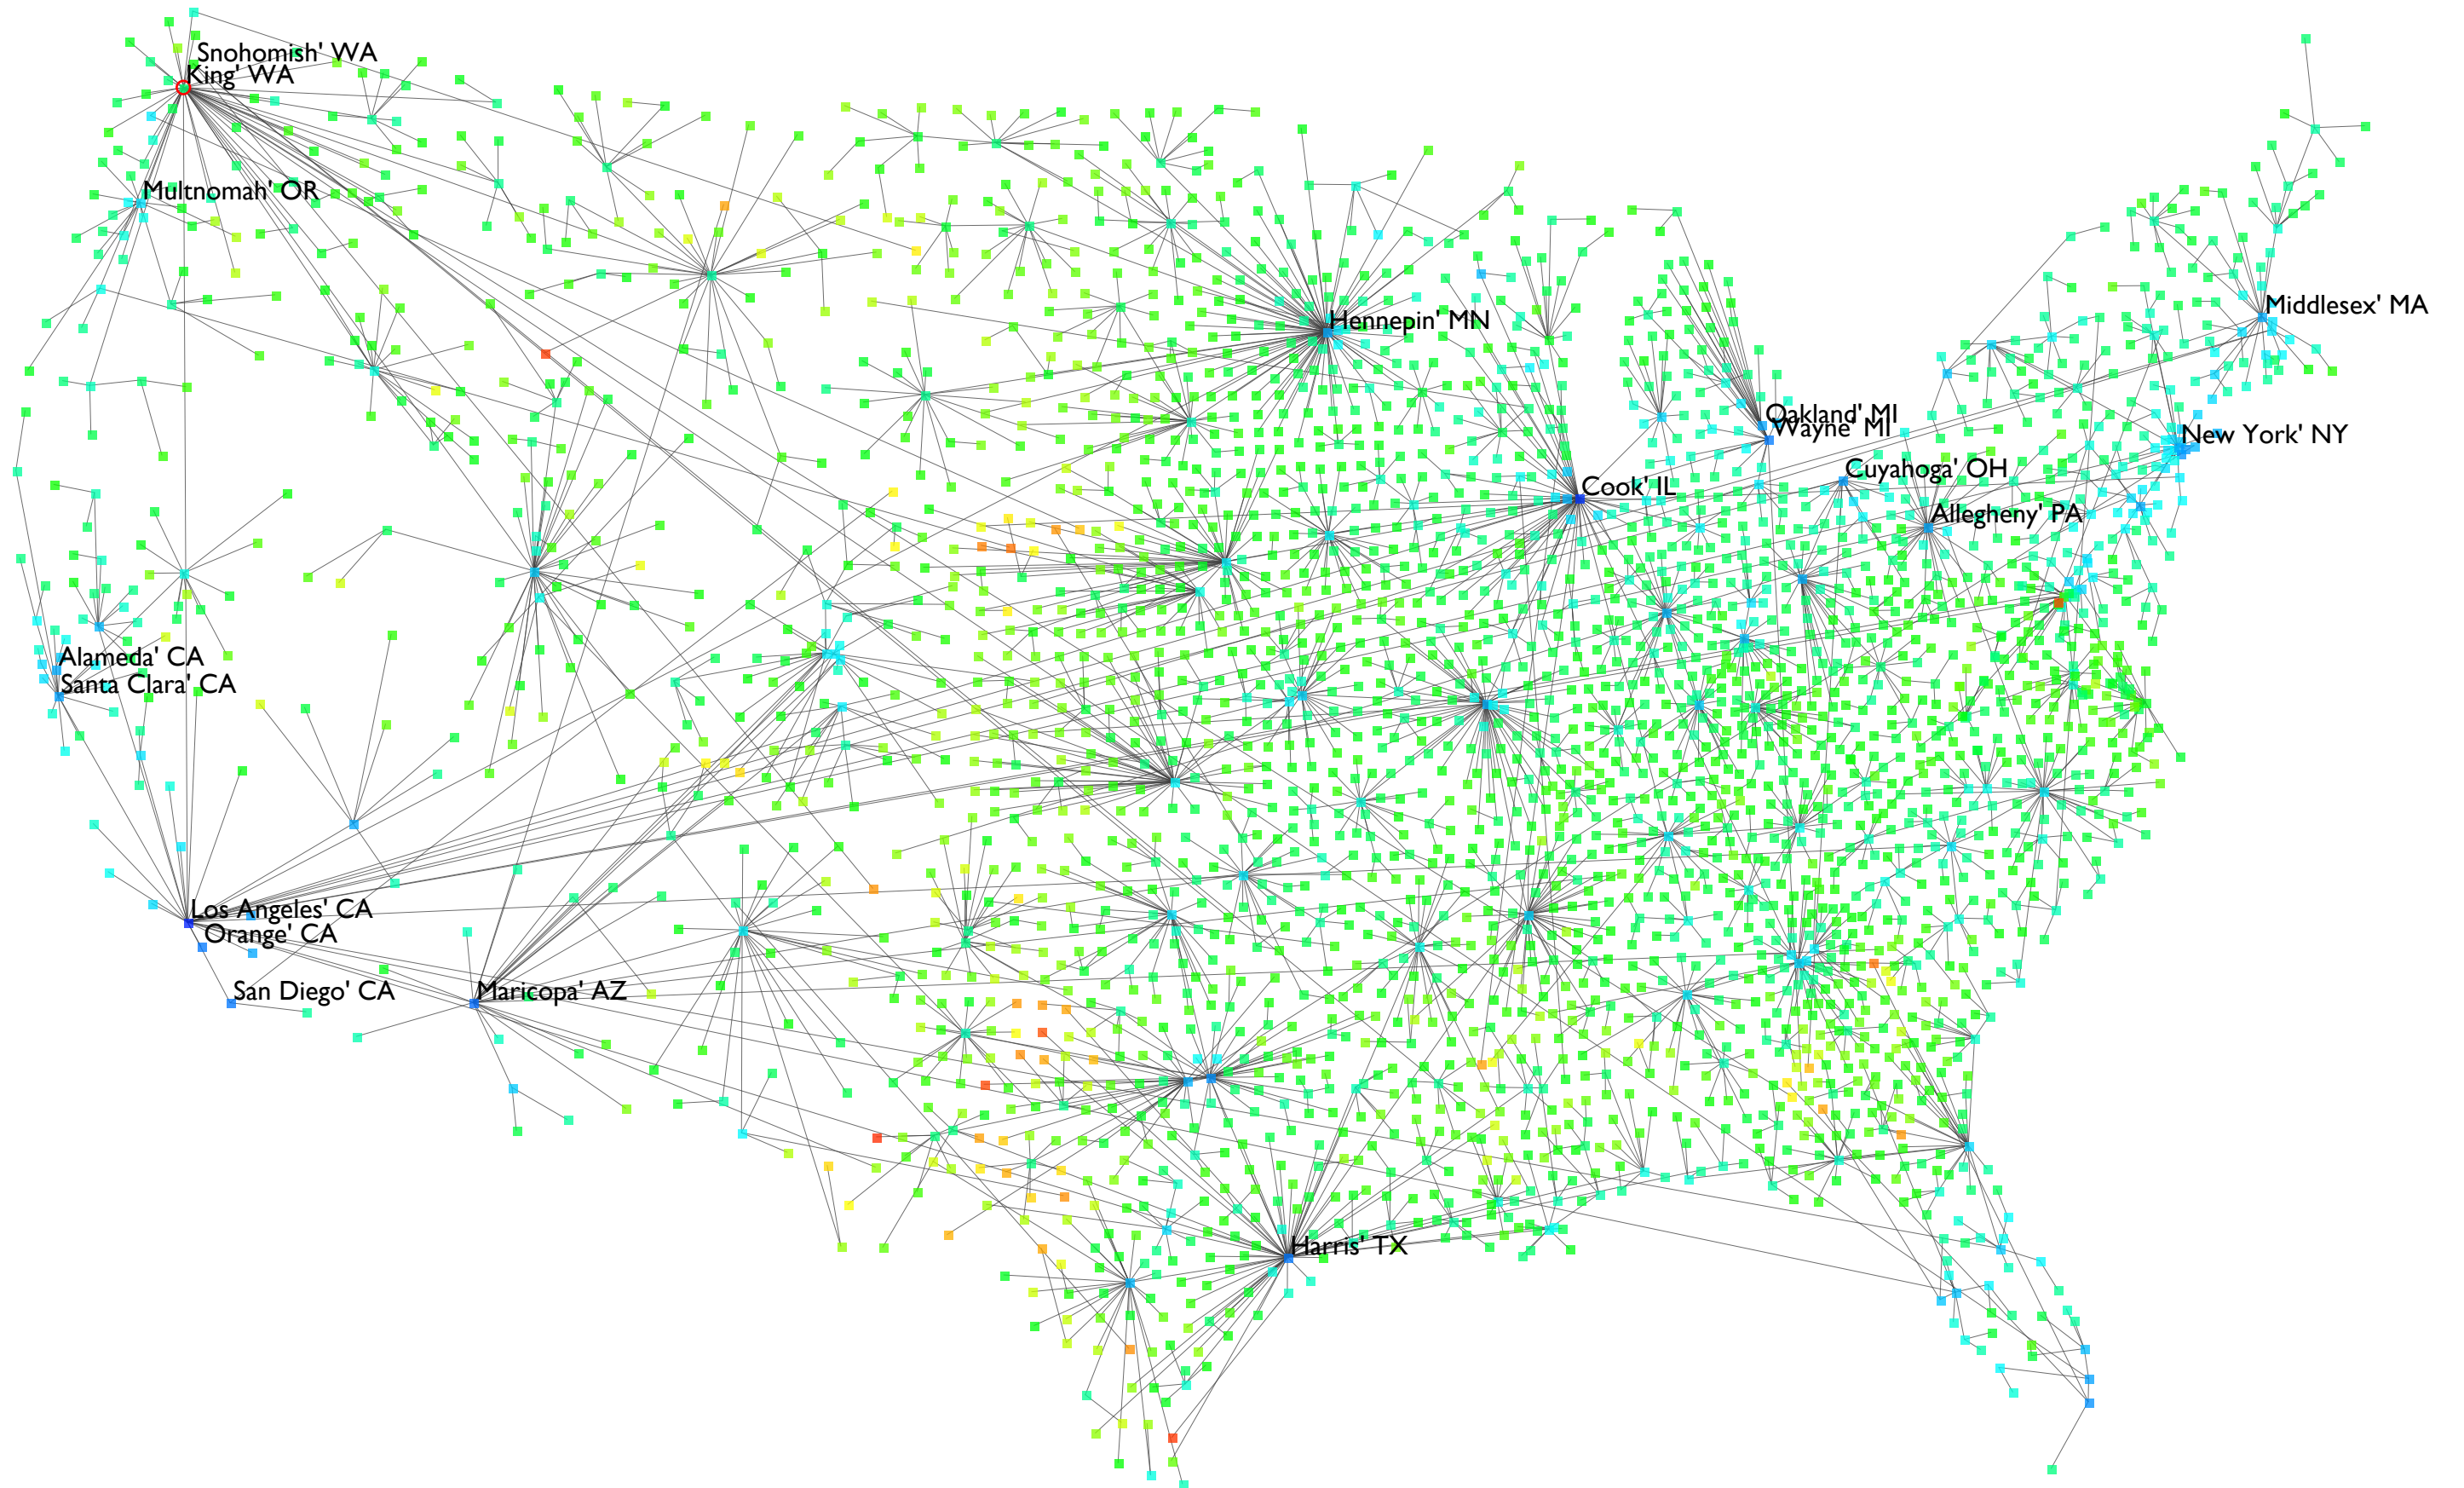 Snohomish' WA
King' WA
Multnomah' OR
Hennepin' MN
Middlesex' MA
Oakland' MI
Wayne' MI
New York' NY
Cuyahoga' OH
Cook' IL
Allegheny' PA
Alameda' CA
Santa Clara' CA
Los Angeles' CA
Orange' CA
San Diego' CA
Maricopa' AZ
Harris' TX